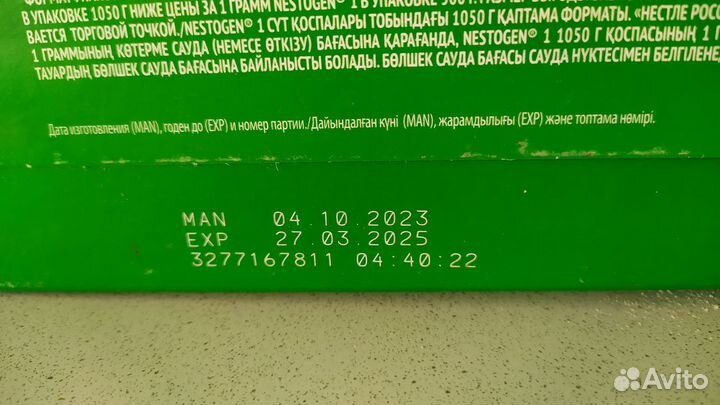 В УПАКОВКЕ 1050 Г НИЖЕ ЦЕНЫ ЗА 1 ГРАММ NESTOGEN® 1 В УПАКОВКЕ
ВАЕТСЯ ТОРГОВОЙ ТОЧКОЙ./NESTOGEN® 1 СҮТ ҚОСПАЛАРЫ ТОБЫНДАҒЫ 1050 Г ҚАПТАМА ФОРМАТЫ. «НЕСТЛЕ РОСС
1 ГРАММЫНЫҢ КӨТЕРМЕ САУДА (НЕМЕСЕ ӨТКІЗУ) БАҒАСЫНА ҚАРАҒАНДА, NESTOGEN® 1 1050 Г ҚОСПАСЫНЫҢ 1 Г
ТАУАРДЫҢ БӨЛШЕК САУДА БАҒАСЫНА БАЙЛАНЫСТЫ БОЛАДЫ. БӨЛШЕК САУДА БАҒАСЫ САУДА НҮКТЕСІМЕН БЕЛГІЛЕНЕД
Дата изготовления (MAN), годен до (EXP) и номер партии./Дайындалған күні (MAN), жарамдылығы (EXP) және топтама нөмірі.
MAN 04.10.2023
EXP 27.03.2025
3277167811 04:40:22
Avito